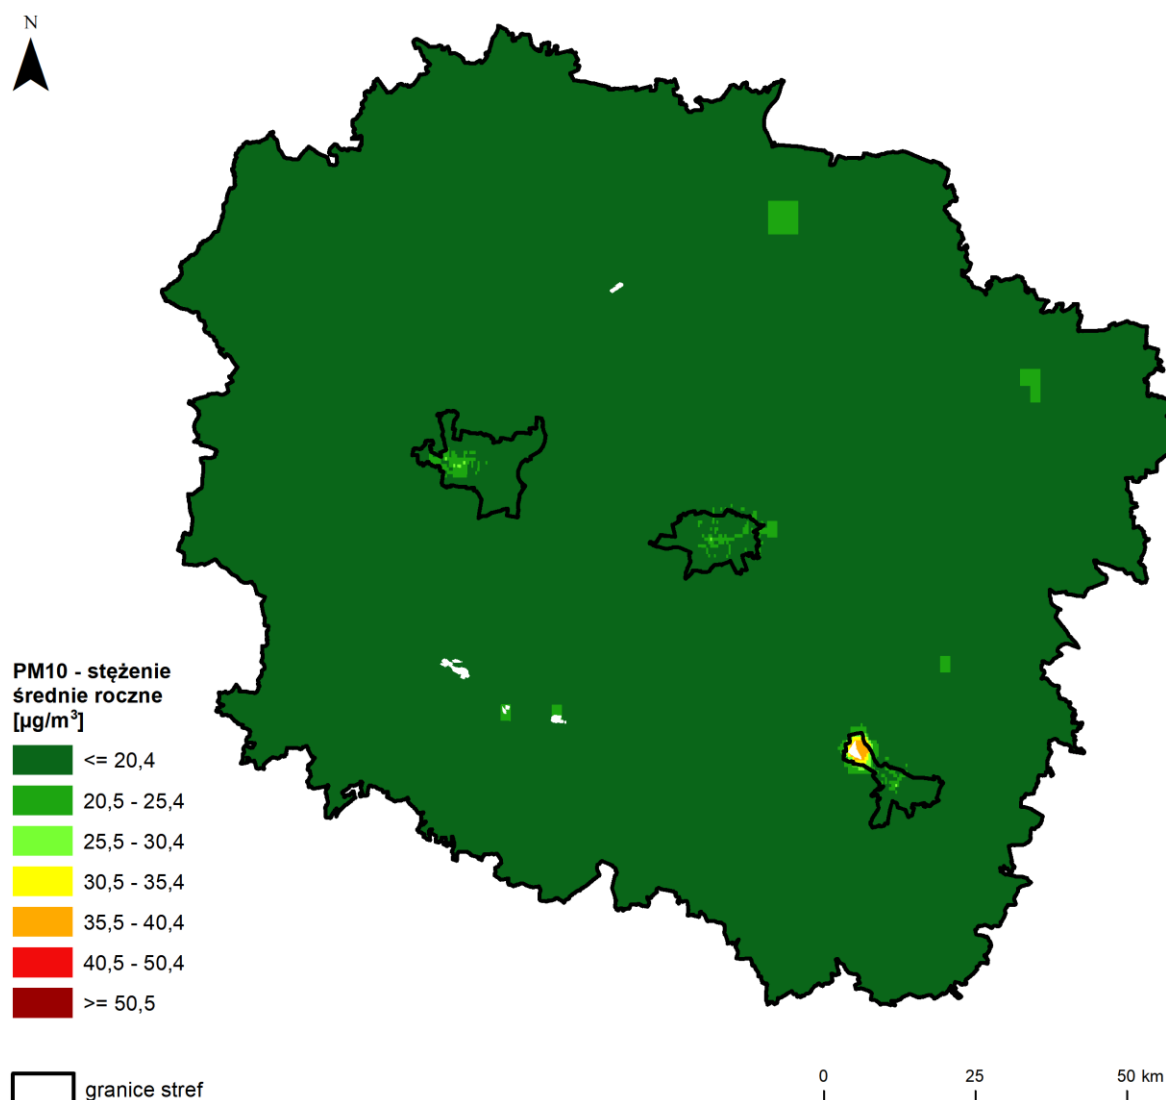 N
PM10 - stężenie
średnie roczne
[µg/m³]
<= 20,4
20,5 - 25,4
25,5 - 30,4
30,5 - 35,4
35,5 - 40,4
40,5 - 50,4
>= 50,5
granice stref
0 25 50 km